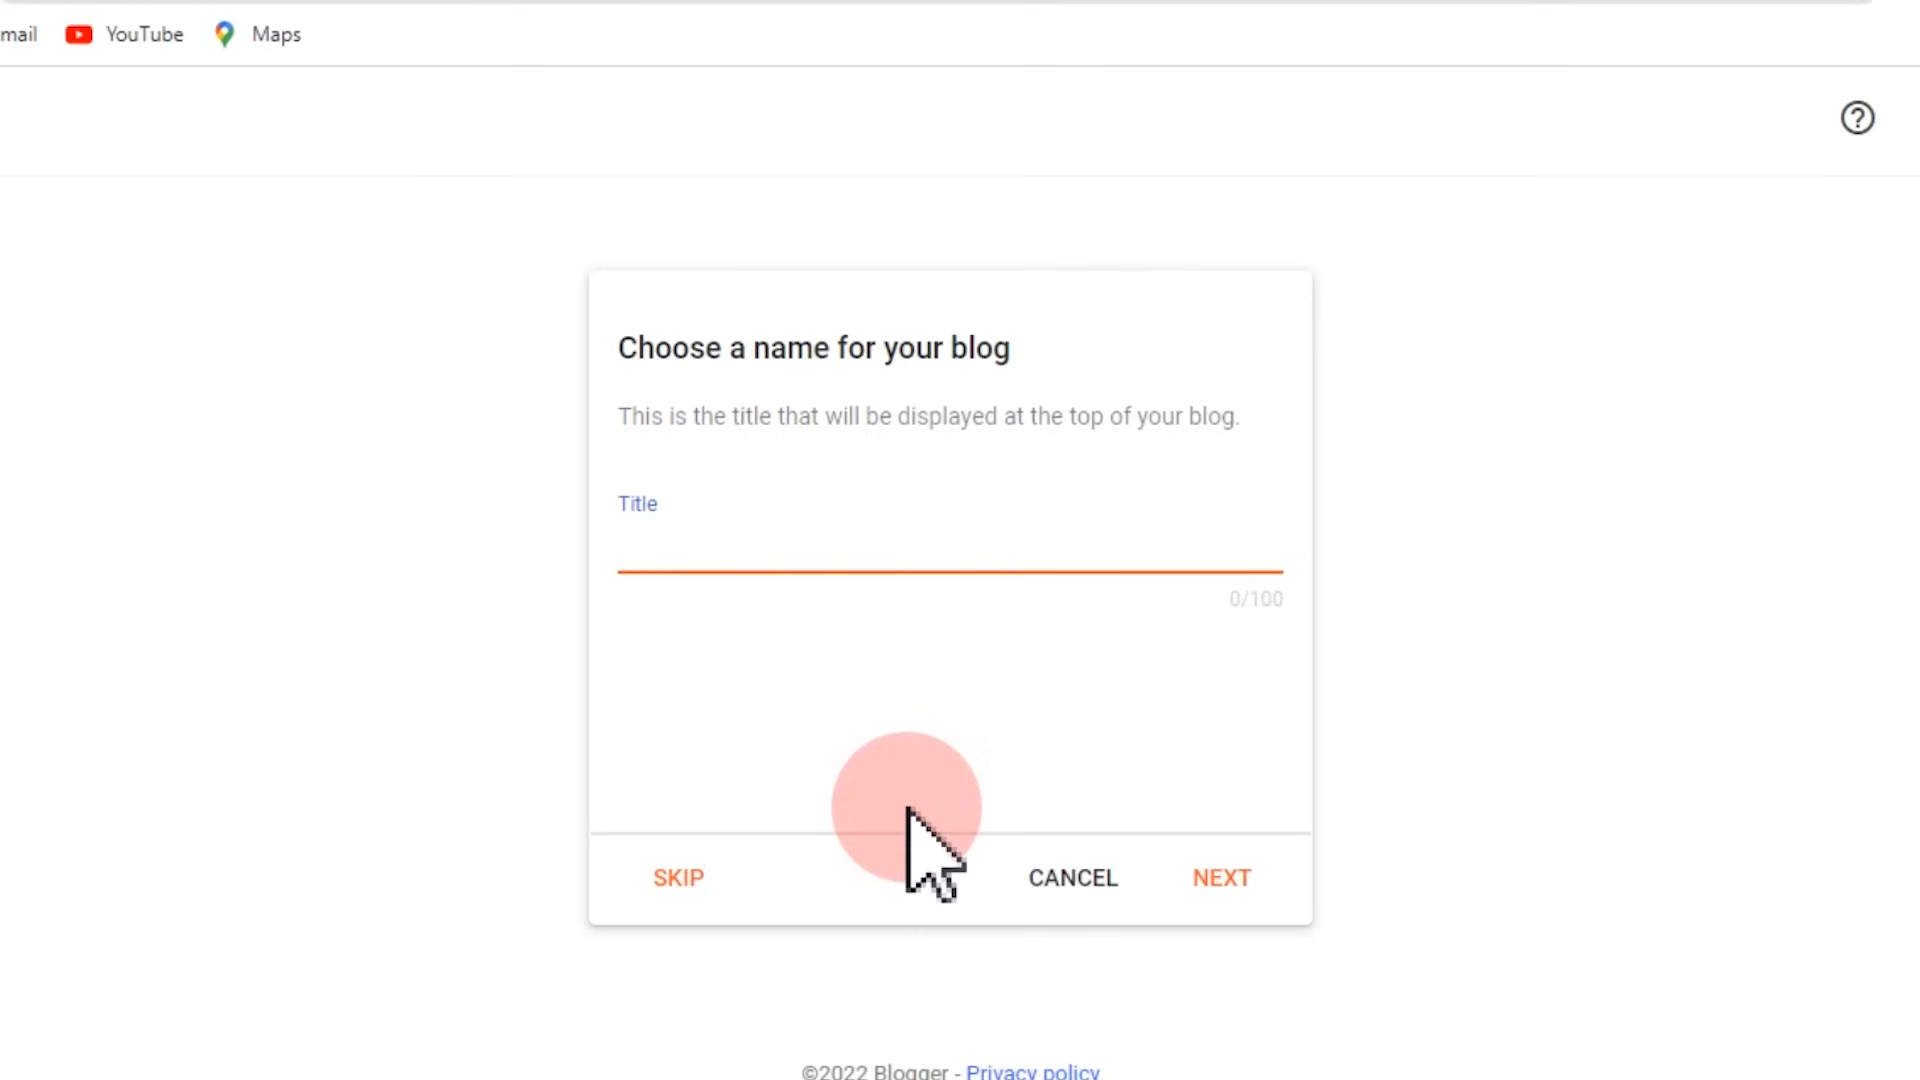 mail YouTube Maps
Choose a name for your blog
This is the title that will be displayed at the top of your blog.
Title
0/100
SKIP CANCEL NEXT
©2022 Blogger - Privacy policy